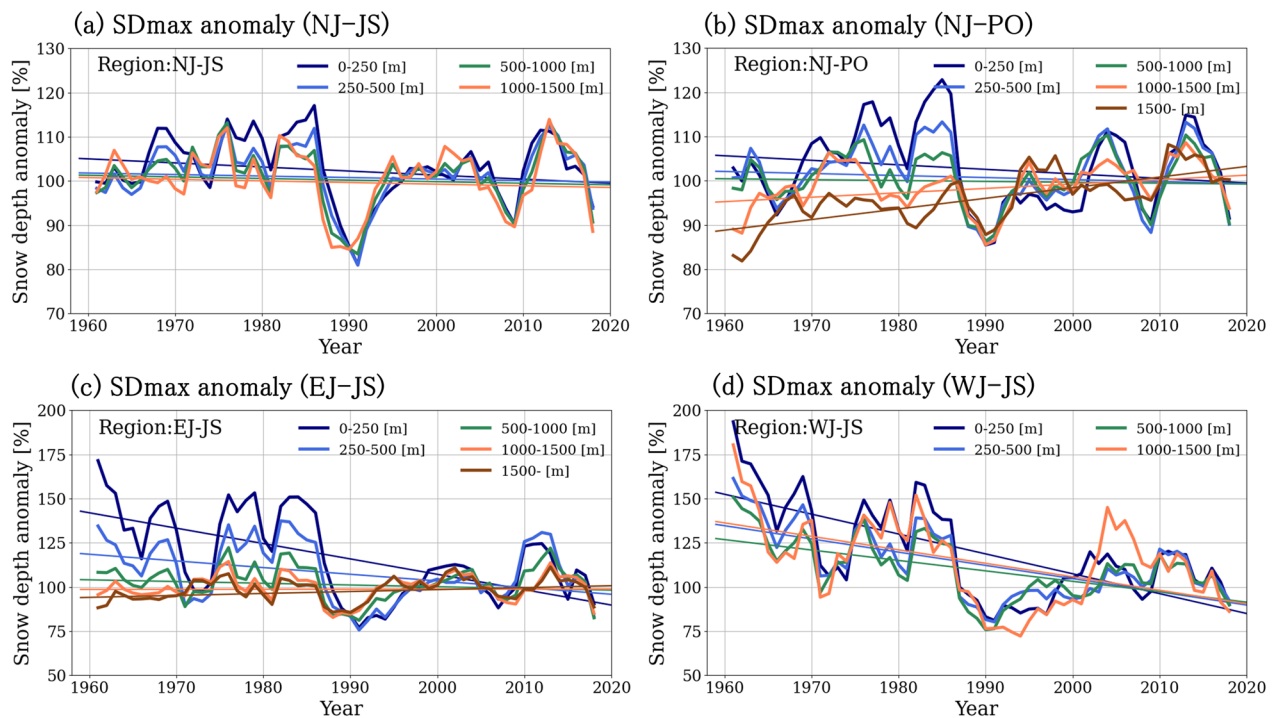 (a) SDmax anomaly (NJ−JS)
Snow depth anomaly [%]
130
120
110
100
90
80
70
Region:NJ-JS
0-250 [m]
250-500 [m]
500-1000 [m]
1000-1500 [m]
1960 1970 1980 1990 2000 2010 2020
Year
(b) SDmax anomaly (NJ−PO)
Snow depth anomaly [%]
130
120
110
100
90
80
70
Region:NJ-PO
0-250 [m]
250-500 [m]
500-1000 [m]
1000-1500 [m]
1500- [m]
1960 1970 1980 1990 2000 2010 2020
Year
(c) SDmax anomaly (EJ−JS)
Snow depth anomaly [%]
200
175
150
125
100
75
50
Region:EJ-JS
0-250 [m]
250-500 [m]
500-1000 [m]
1000-1500 [m]
1500- [m]
1960 1970 1980 1990 2000 2010 2020
Year
(d) SDmax anomaly (WJ−JS)
Snow depth anomaly [%]
200
175
150
125
100
75
50
Region:WJ-JS
0-250 [m]
250-500 [m]
500-1000 [m]
1000-1500 [m]
1960 1970 1980 1990 2000 2010 2020
Year